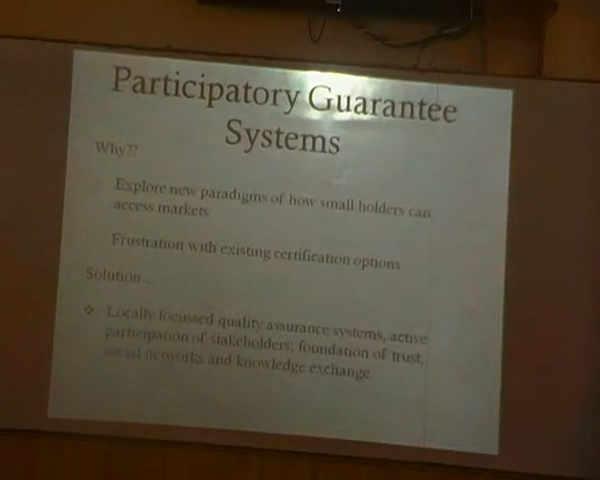 Participatory Guarantee
Systems
Why??
Explore new paradigms of how small holders can
access markets
Frustration with existing certification options
Solution...
❖ Locally focussed quality assurance systems, active
participation of stakeholders; foundation of trust,
social networks and knowledge exchange